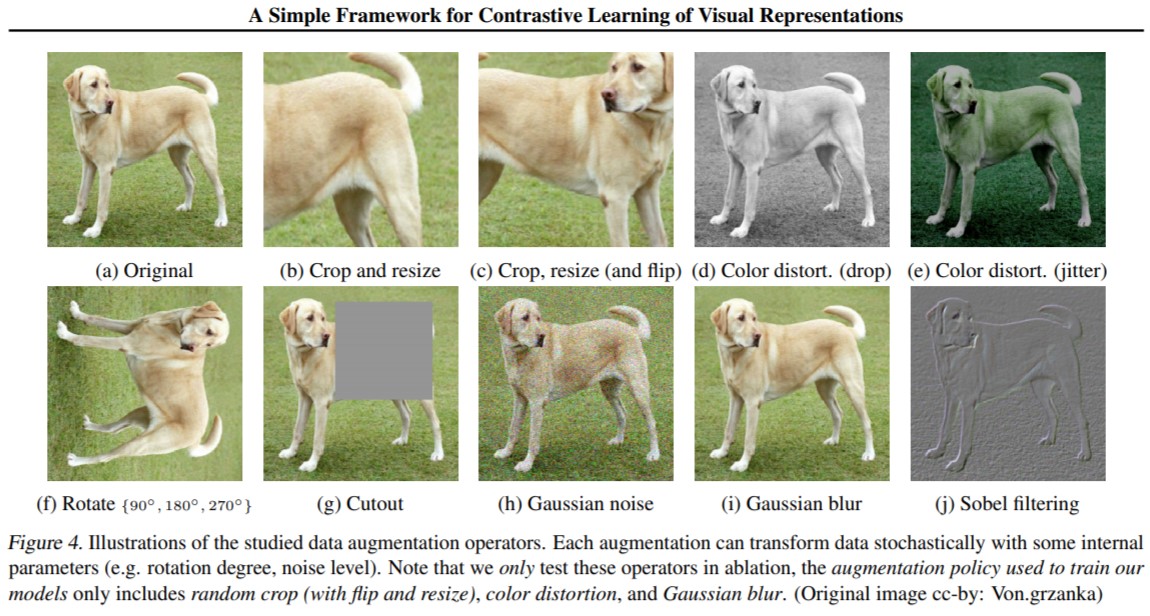 A Simple Framework for Contrastive Learning of Visual Representations
(a) Original
(b) Crop and resize
(c) Crop, resize (and flip)
(d) Color distort. (drop)
(e) Color distort. (jitter)
(f) Rotate {90°, 180°, 270°}
(g) Cutout
(h) Gaussian noise
(i) Gaussian blur
(j) Sobel filtering
Figure 4. Illustrations of the studied data augmentation operators. Each augmentation can transform data stochastically with some internal
parameters (e.g. rotation degree, noise level). Note that we only test these operators in ablation, the augmentation policy used to train our
models only includes random crop (with flip and resize), color distortion, and Gaussian blur. (Original image cc-by: Von.grzanka)